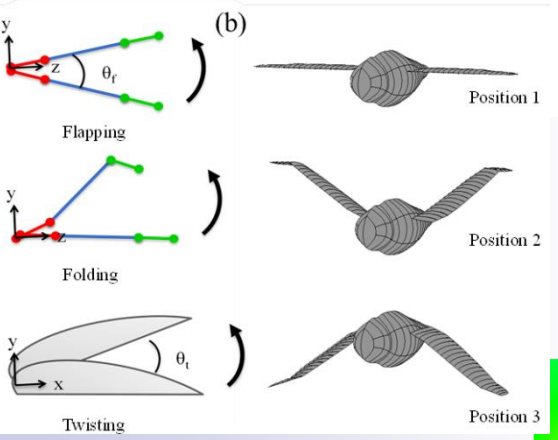 (b)
y
z
θf
Flapping
Position 1
y
z
Folding
Position 2
y
x
θt
Twisting
Position 3